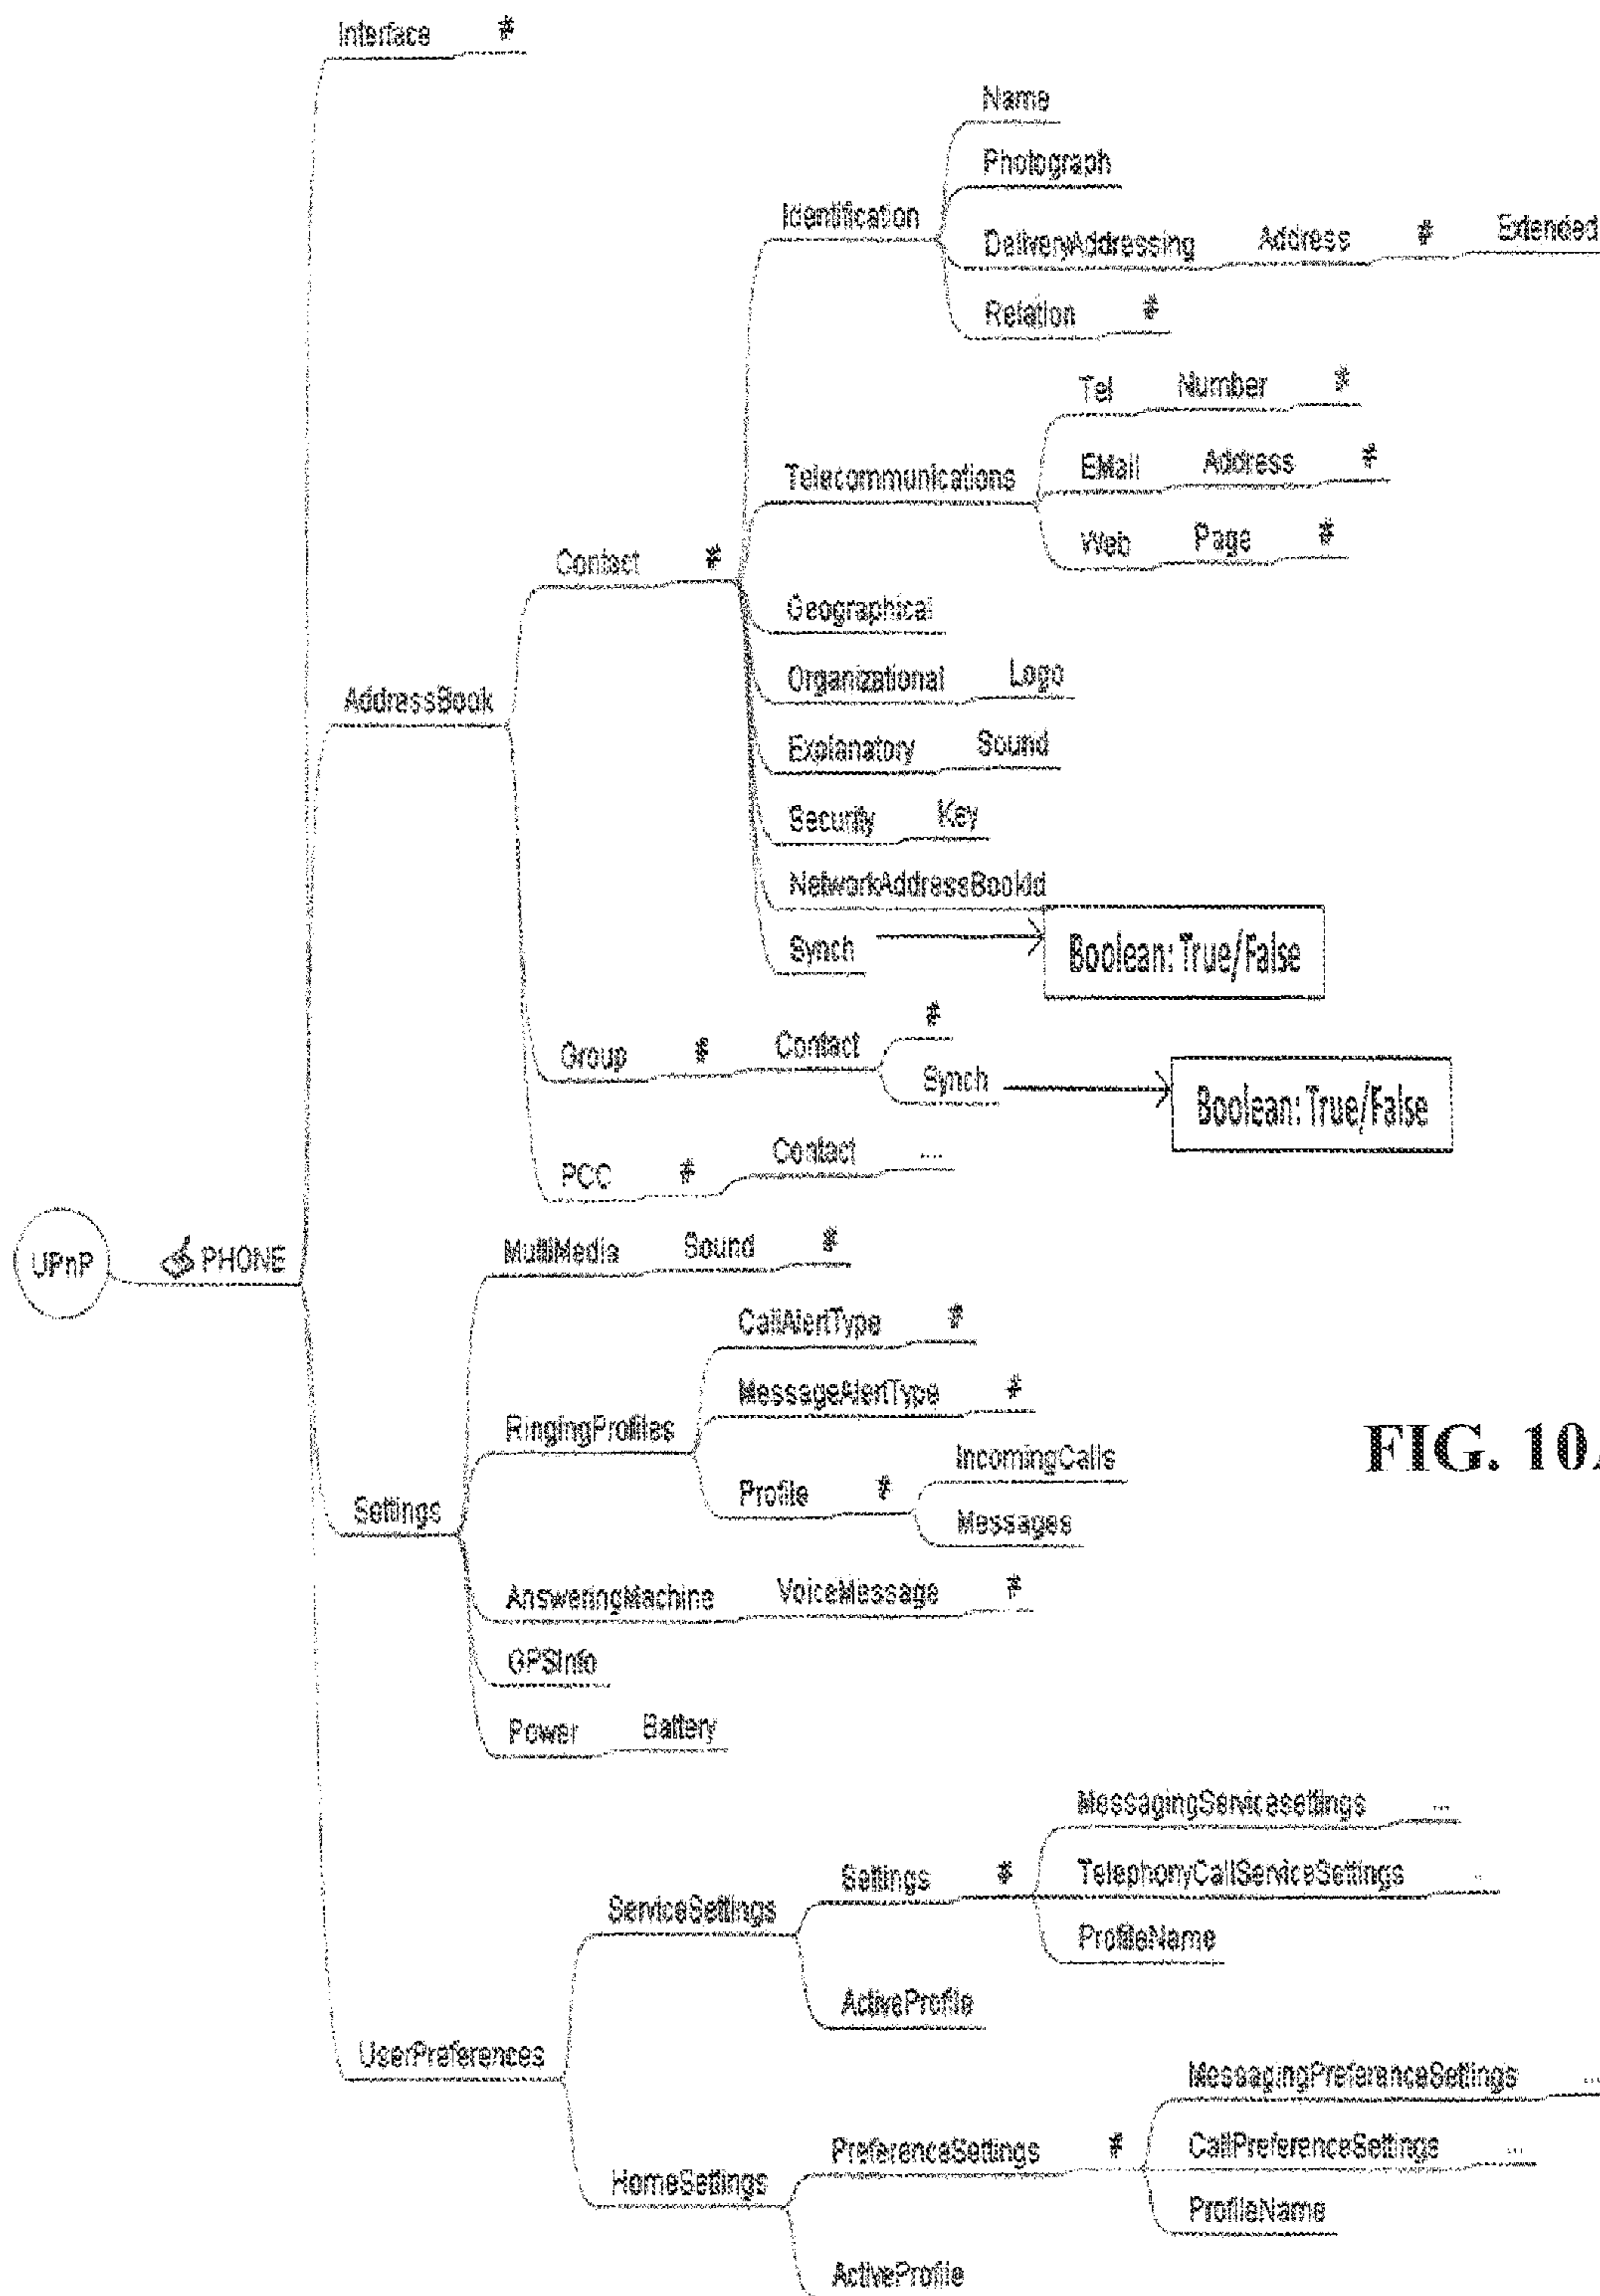 Interface #
Name
Photograph
Identification
DeliveryAddressing Address # Extended
Relation #
Tel Number #
Telecommunications
EMail Address #
Web Page #
Contact #
Geographical
Organizational Logo
AddressBook
Explanatory Sound
Security Key
NetworkAddressBookId
Synch
Boolean: True/False
Group # Contact #
Synch
Boolean: True/False
PCC # Contact ....
UPnP PHONE
MultiMedia Sound #
CallAlertType #
MessageAlertType #
RingingProfiles
IncomingCalls
Profile #
Messages
FIG. 10A
Settings
AnsweringMachine VoiceMessage #
GPSInfo
Power Battery
MessagingServicesettings ...
Settings #
TelephonyCallServiceSettings ..
ServiceSettings
ProfileName
ActiveProfile
UserPreferences
MessagingPreferenceSettings ....
PreferenceSettings #
CallPreferenceSettings ...
HomeSettings
ProfileName
ActiveProfile